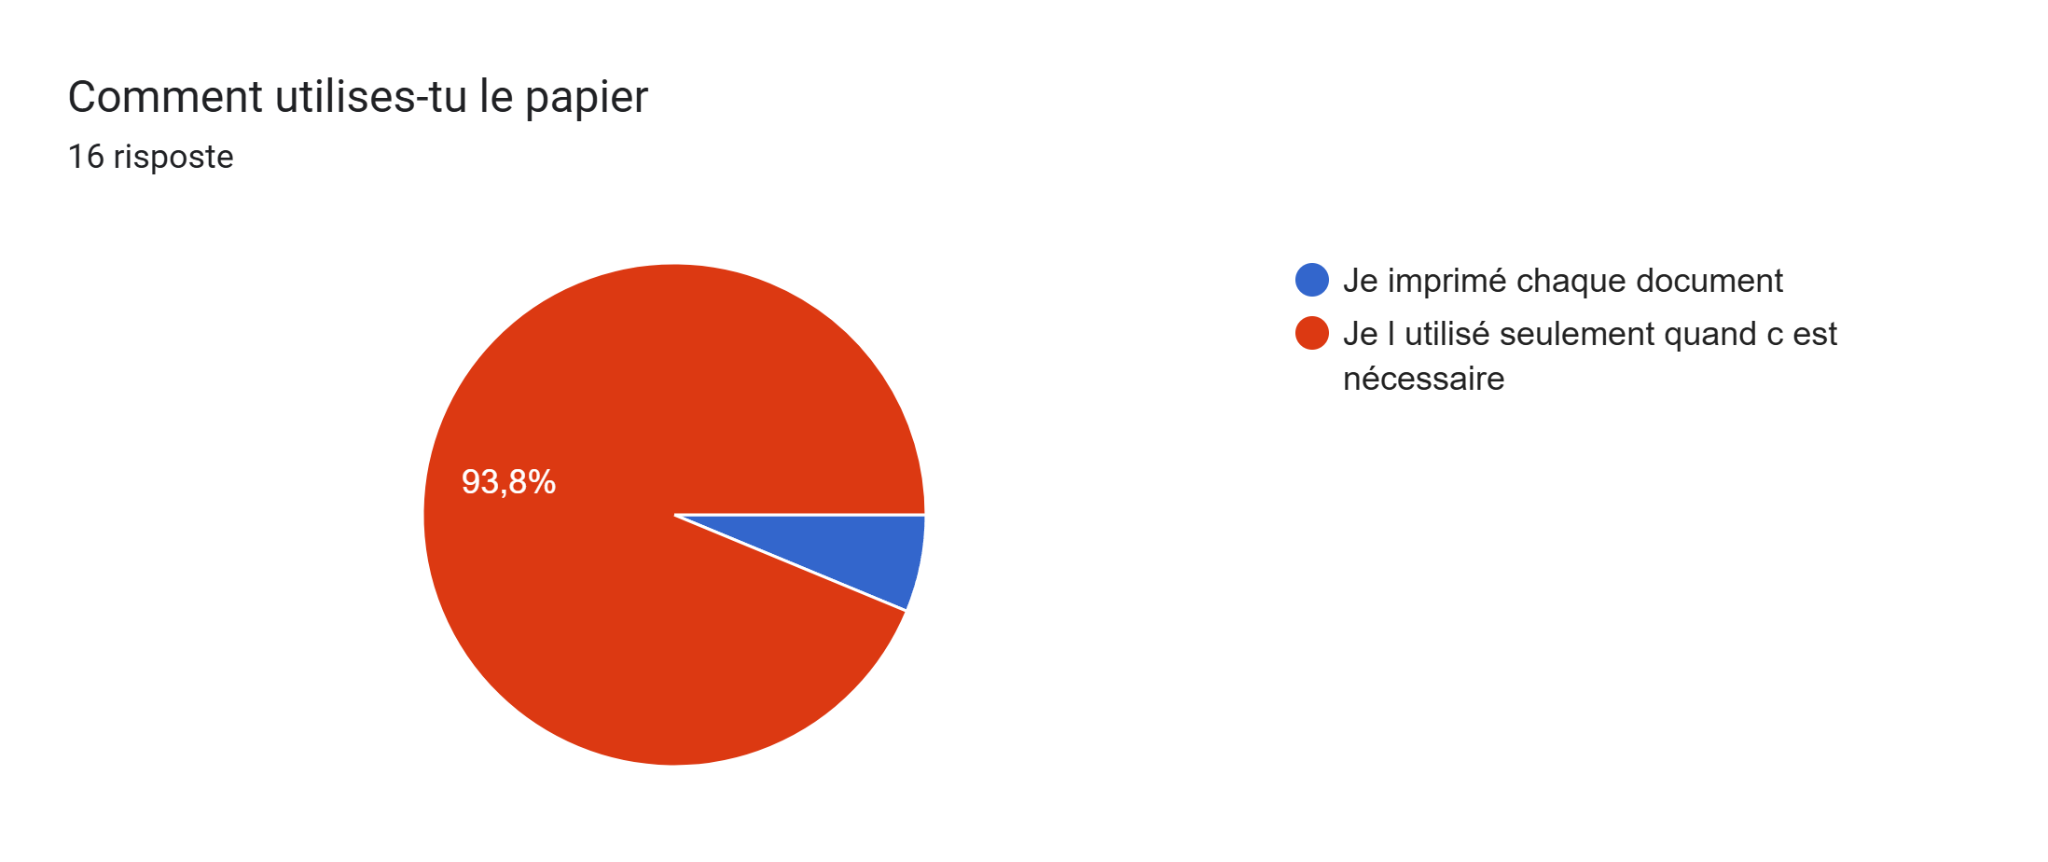 Comment utilises-tu le papier
16 risposte
Je imprimé chaque document
Je l utilisé seulement quand c est
nécessaire
93,8%